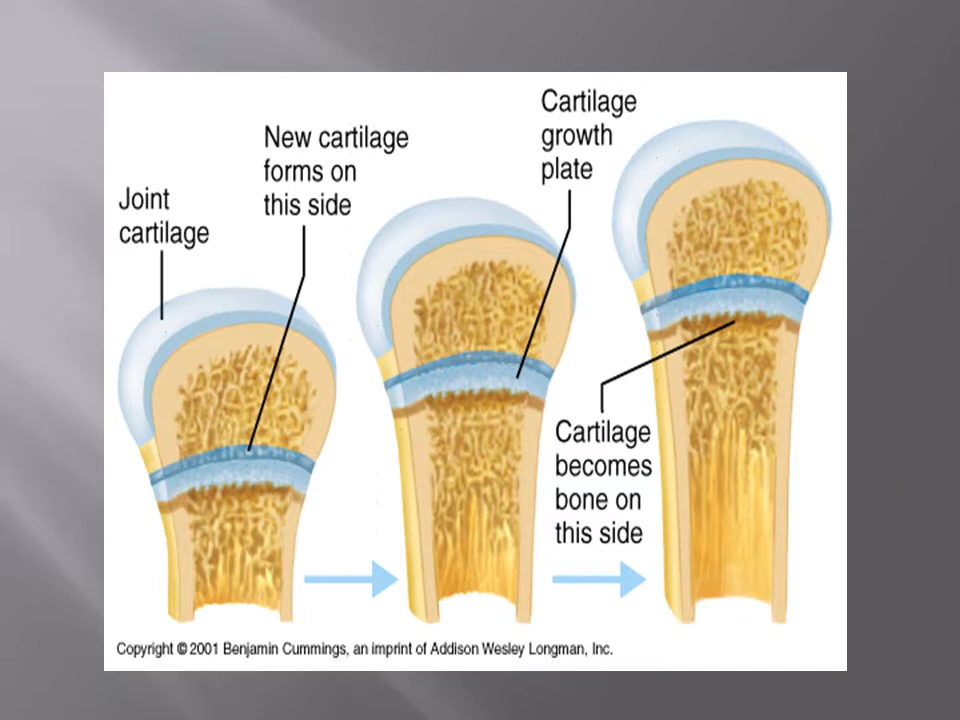 Cartilage
growth
plate
New cartilage
forms on
this side
Joint
cartilage
Cartilage
becomes
bone on
this side
Copyright © 2001 Benjamin Cummings, an imprint of Addison Wesley Longman, Inc.